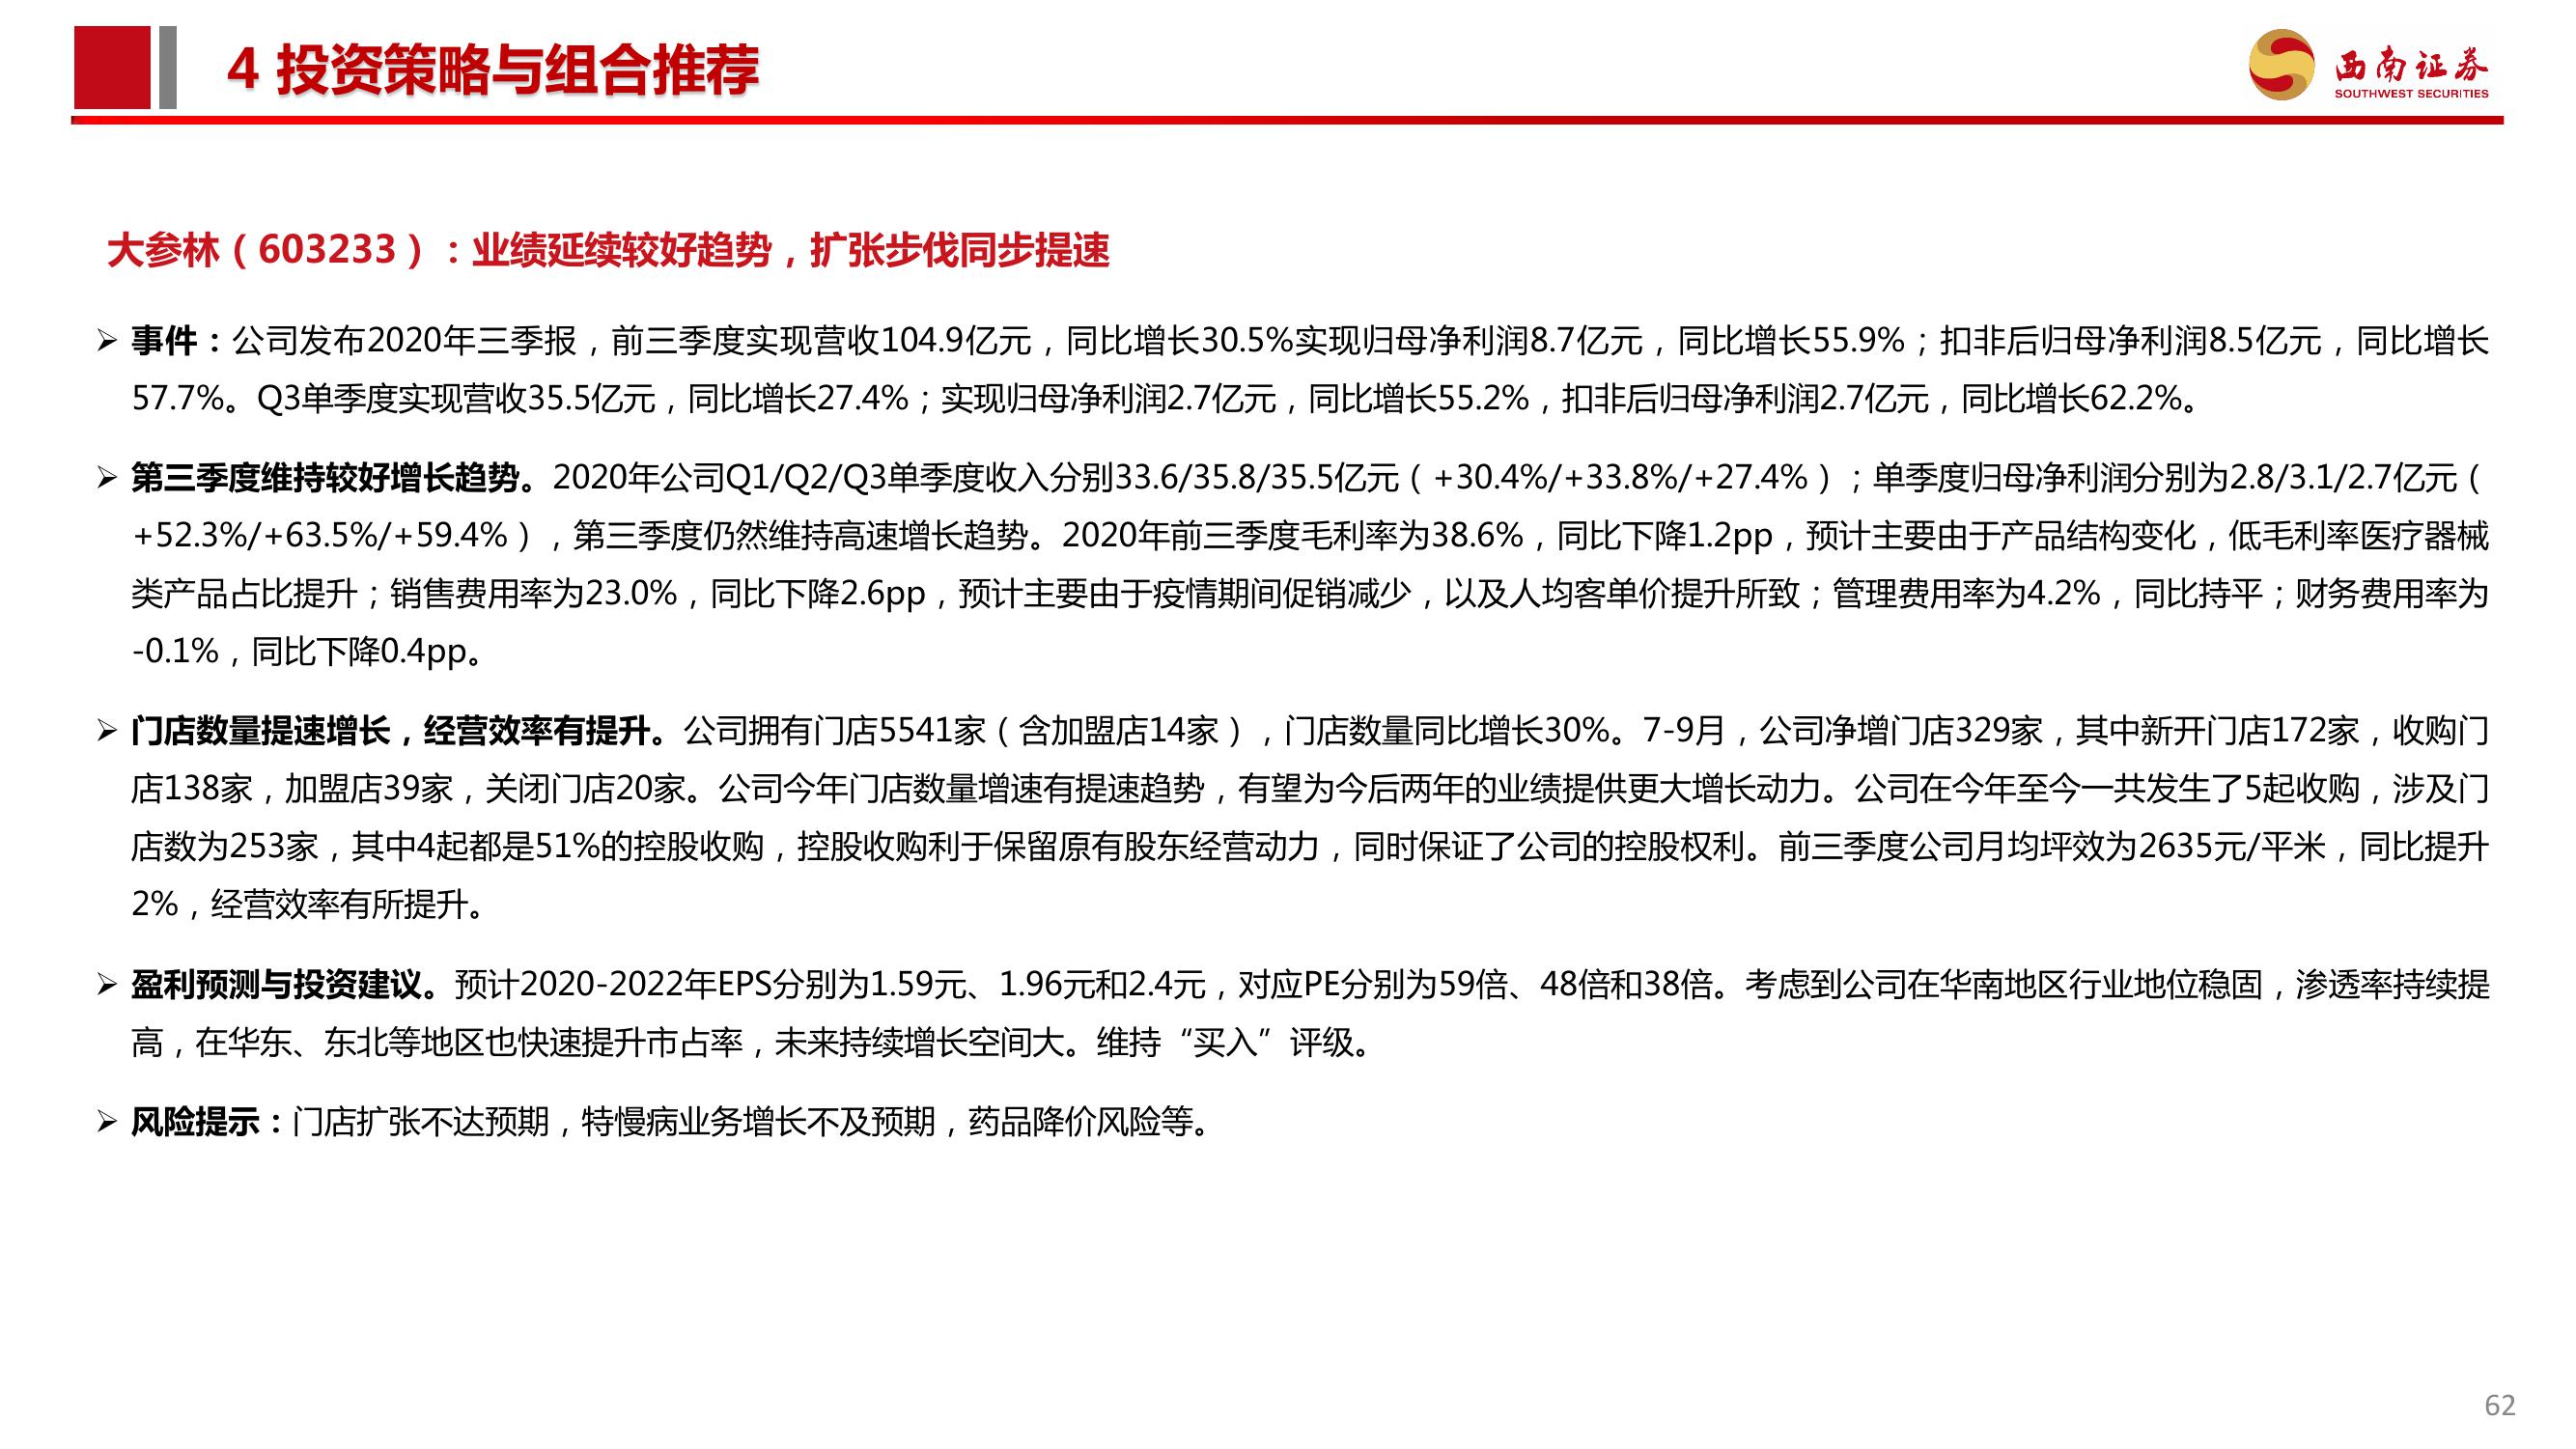 4 投资策略与组合推荐
西南证券
SOUTHWEST SECURITIES
大参林（603233）：业绩延续较好趋势，扩张步伐同步提速
➢ 事件：公司发布2020年三季报，前三季度实现营收104.9亿元，同比增长30.5%实现归母净利润8.7亿元，同比增长55.9%；扣非后归母净利润8.5亿元，同比增长
57.7%。Q3单季度实现营收35.5亿元，同比增长27.4%；实现归母净利润2.7亿元，同比增长55.2%，扣非后归母净利润2.7亿元，同比增长62.2%。
➢ 第三季度维持较好增长趋势。2020年公司Q1/Q2/Q3单季度收入分别33.6/35.8/35.5亿元（+30.4%/+33.8%/+27.4%）；单季度归母净利润分别为2.8/3.1/2.7亿元（
+52.3%/+63.5%/+59.4%），第三季度仍然维持高速增长趋势。2020年前三季度毛利率为38.6%，同比下降1.2pp，预计主要由于产品结构变化，低毛利率医疗器械
类产品占比提升；销售费用率为23.0%，同比下降2.6pp，预计主要由于疫情期间促销减少，以及人均客单价提升所致；管理费用率为4.2%，同比持平；财务费用率为
-0.1%，同比下降0.4pp。
➢ 门店数量提速增长，经营效率有提升。公司拥有门店5541家（含加盟店14家），门店数量同比增长30%。7-9月，公司净增门店329家，其中新开门店172家，收购门
店138家，加盟店39家，关闭门店20家。公司今年门店数量增速有提速趋势，有望为今后两年的业绩提供更大增长动力。公司在今年至今一共发生了5起收购，涉及门
店数为253家，其中4起都是51%的控股收购，控股收购利于保留原有股东经营动力，同时保证了公司的控股权利。前三季度公司月均坪效为2635元/平米，同比提升
2%，经营效率有所提升。
➢ 盈利预测与投资建议。预计2020-2022年EPS分别为1.59元、1.96元和2.4元，对应PE分别为59倍、48倍和38倍。考虑到公司在华南地区行业地位稳固，渗透率持续提
高，在华东、东北等地区也快速提升市占率，未来持续增长空间大。维持“买入”评级。
➢ 风险提示：门店扩张不达预期，特慢病业务增长不及预期，药品降价风险等。
62